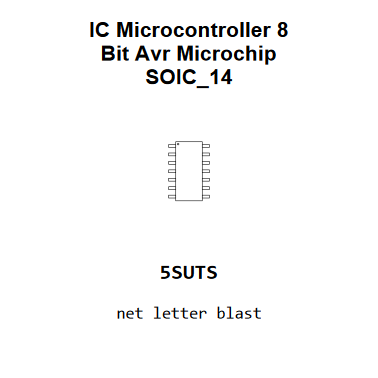 IC Microcontroller 8
Bit Avr Microchip
SOIC_14
5SUTS
net letter blast